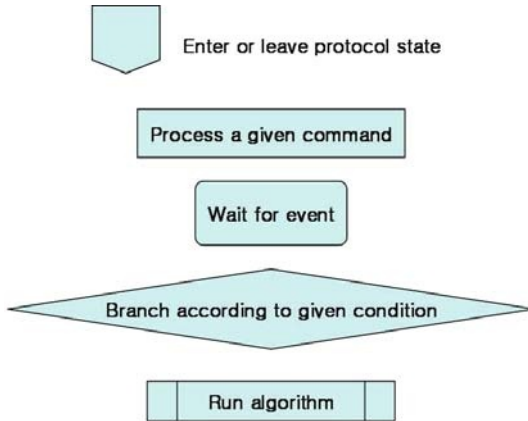 Enter or leave protocol state
Process a given command
Wait for event
Branch according to given condition
Run algorithm